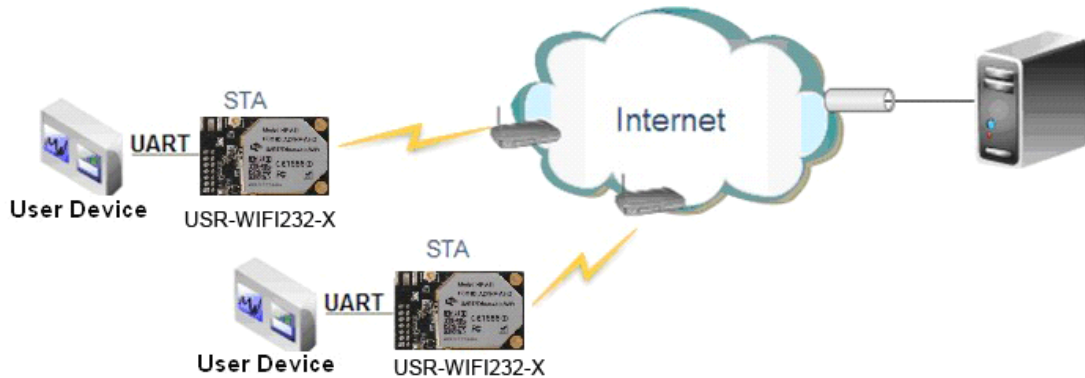 STA
Internet
UART
User Device
USR-WIFI232-X
STA
UART
User Device
USR-WIFI232-X